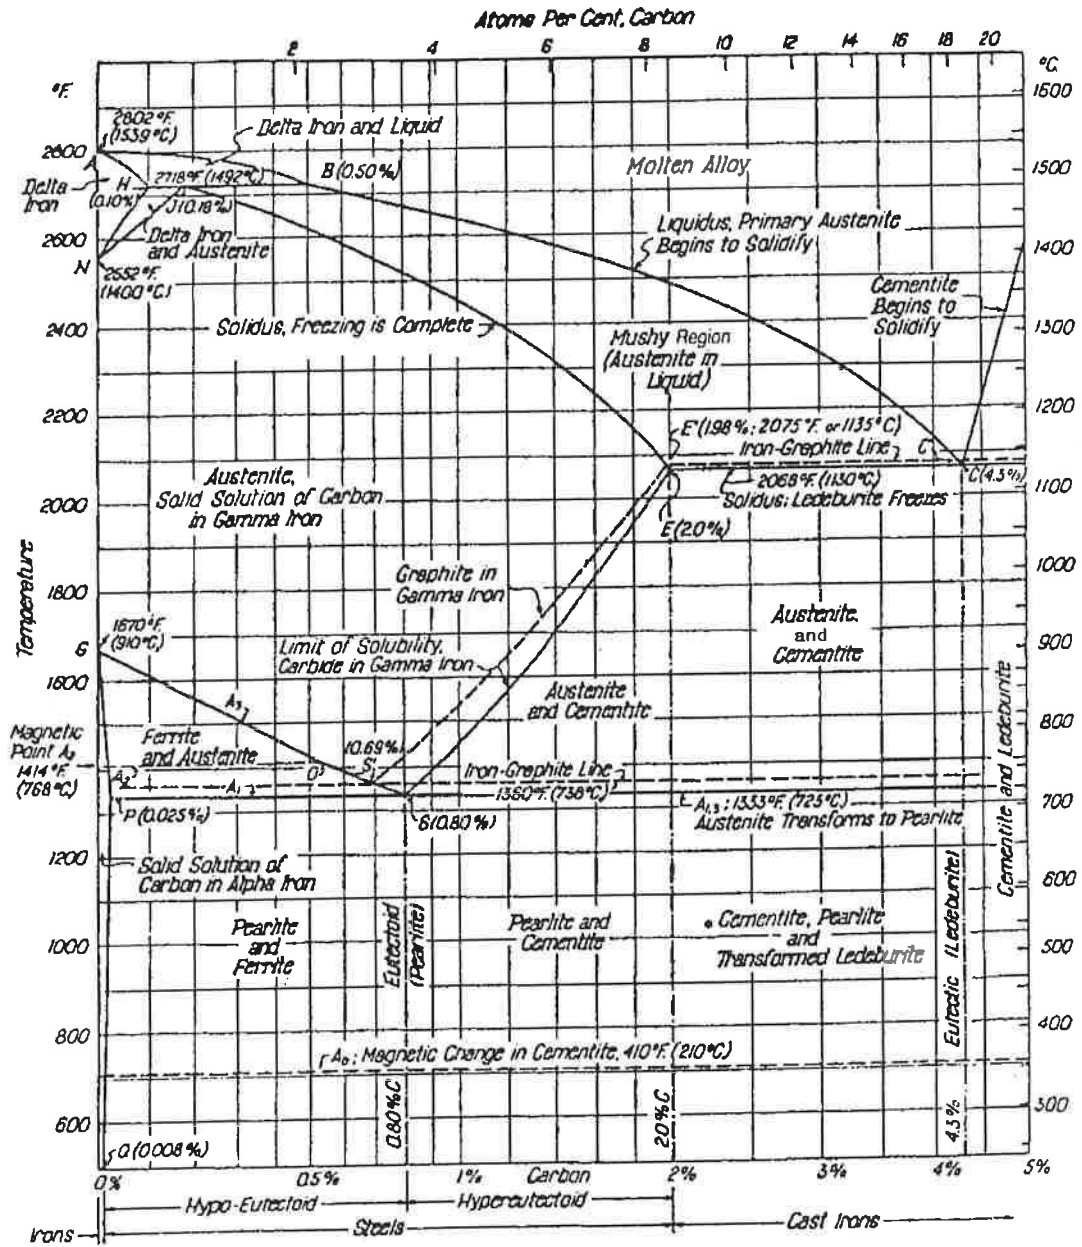 Atoms Per Cent, Carbon
2 4 6 8 10 12 14 16 18 20
°F.
°C.
2802°F.
(1539°C)
Delta Iron and Liquid
1500
2800
A
Delta
Iron
H
(0.10%)
2718°F (1492°C)
B (0.50%)
Molten Alloy
1500
J (0.18%)
2600
Delta Iron
and Austenite
N
2552°F.
(1400°C)
Liquidus, Primary Austenite
Begins to Solidify
1400
Cementite
Begins to
Solidify
2400
Solidus, Freezing is Complete
1300
Mushy Region
(Austenite in
Liquid)
2200
1200
E' (1.98%; 2075°F. or 1135°C)
Iron-Graphite Line
C'
C (4.3%)
2068°F. (1130°C)
Solidus; Ledeburite Freezes
1100
E (2.0%)
Austenite,
Solid Solution of Carbon
in Gamma Iron
2000
Temperature
Graphite in
Gamma Iron
1000
1800
1670°F.
(910°C)
G
Austenite,
and
Cementite
900
Limit of Solubility,
Carbide in Gamma Iron
1600
Austenite
and Cementite
800
A3
Magnetic
Point A2
1414°F.
(768°C)
Ferrite
and Austenite
(0.69%)
S'
O
A2
A1
Iron-Graphite Line
1360°F. (738°C)
A1,3: 1333°F. (725°C)
Austenite Transforms to Pearlite
700
P (0.025%)
(0.80%)
Cementite and Ledeburite
1200
Solid Solution of
Carbon in Alpha Iron
600
Pearlite
and
Ferrite
Eutectoid
(Pearlite)
Pearlite and
Cementite
Cementite, Pearlite
and
Transformed Ledeburite
Eutectic (Ledeburite)
1000
500
800
400
A0; Magnetic Change in Cementite, 410°F. (210°C)
0.80%C
2.0%C
4.3%
600
300
Q (0.008%)
0% 0.5% 1% Carbon 2% 3% 4% 5%
Hypo-Eutectoid Hypereutectoid
Irons Steels Cast Irons